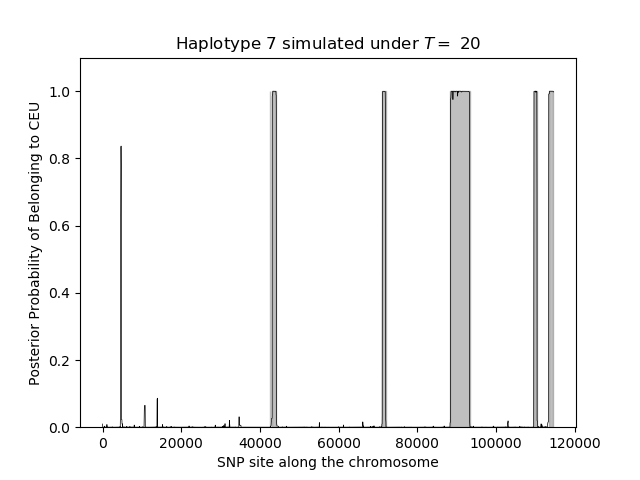 Haplotype 7 simulated under T = 20
Posterior Probability of Belonging to CEU
1.0
0.8
0.6
0.4
0.2
0.0
0 20000 40000 60000 80000 100000 120000
SNP site along the chromosome